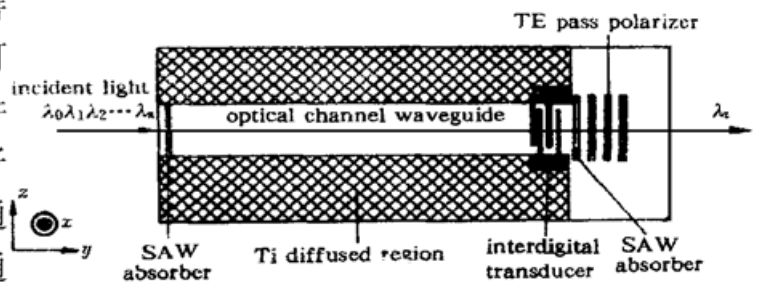 TE pass polarizer
incident light
λ₀λ₁λ₂···λₙ
optical channel waveguide
z
x
y
SAW
absorber
Ti diffused region
interdigital
transducer
SAW
absorber